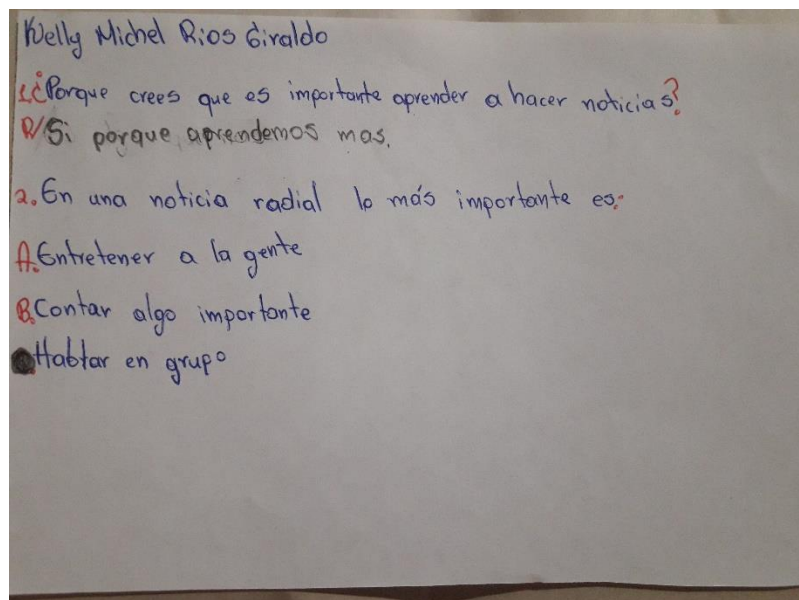 Welly Michel Rios Giraldo
1.¿Porque crees que es importante aprender a hacer noticias?
R/Si porque aprendemos mas.
2.En una noticia radial lo más importante es:
A.Entretener a la gente
B.Contar algo importante
Hablar en grupo